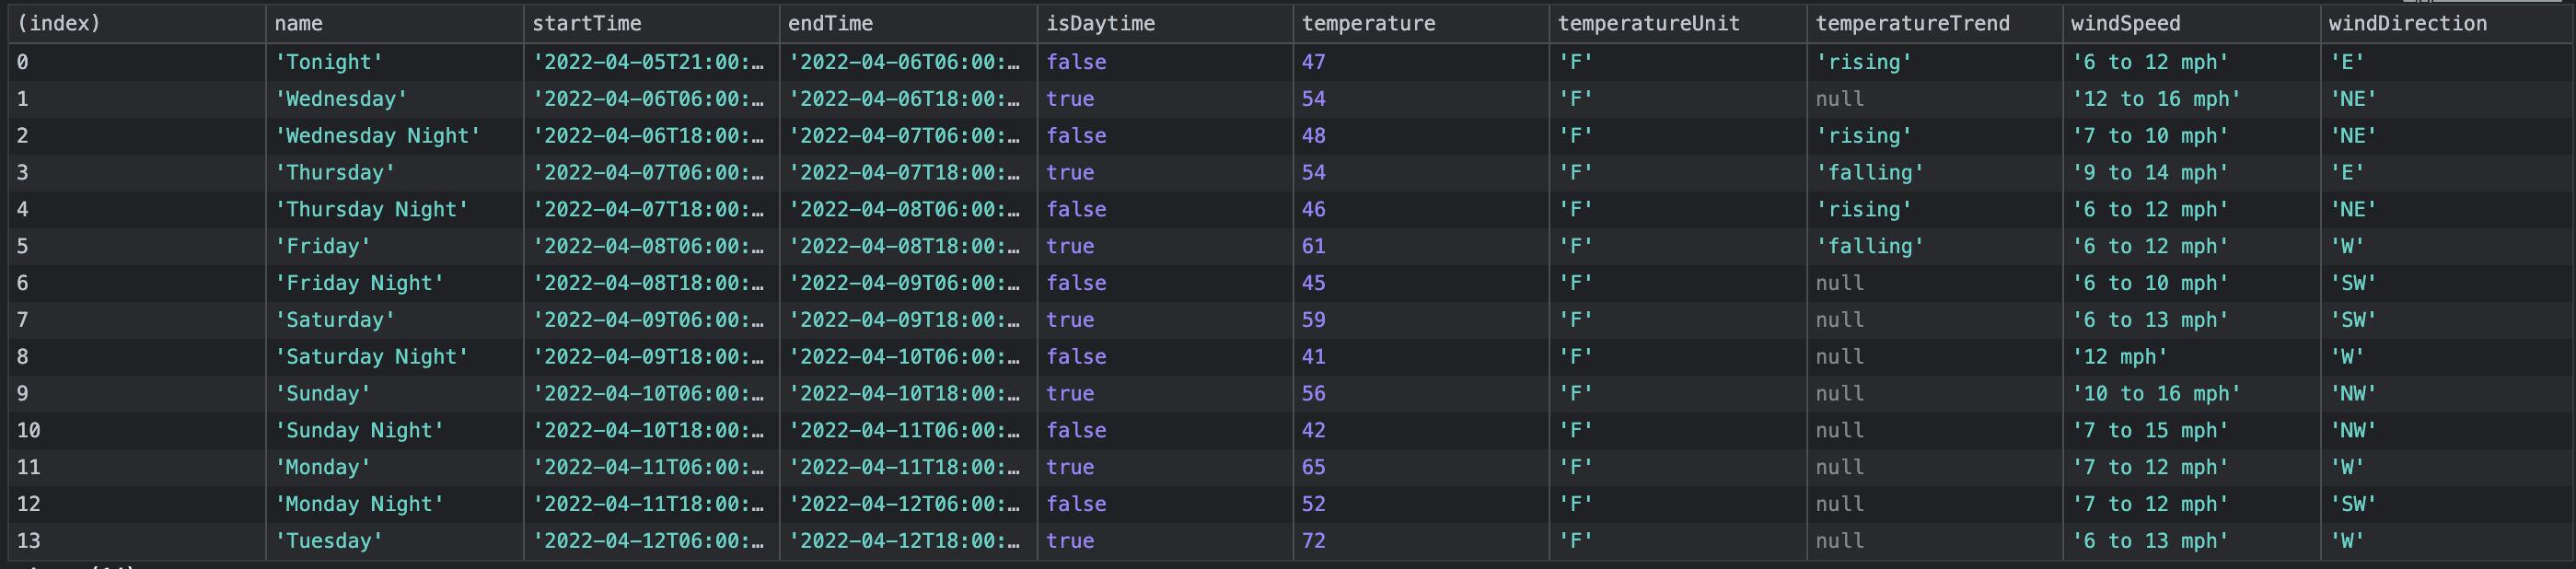 (index) name startTime endTime isDaytime temperature temperatureUnit temperatureTrend windSpeed windDirection
0 'Tonight' '2022-04-05T21:00:… '2022-04-06T06:00:… false 47 'F' 'rising' '6 to 12 mph' 'E'
1 'Wednesday' '2022-04-06T06:00:… '2022-04-06T18:00:… true 54 'F' null '12 to 16 mph' 'NE'
2 'Wednesday Night' '2022-04-06T18:00:… '2022-04-07T06:00:… false 48 'F' 'rising' '7 to 10 mph' 'NE'
3 'Thursday' '2022-04-07T06:00:… '2022-04-07T18:00:… true 54 'F' 'falling' '9 to 14 mph' 'E'
4 'Thursday Night' '2022-04-07T18:00:… '2022-04-08T06:00:… false 46 'F' 'rising' '6 to 12 mph' 'NE'
5 'Friday' '2022-04-08T06:00:… '2022-04-08T18:00:… true 61 'F' 'falling' '6 to 12 mph' 'W'
6 'Friday Night' '2022-04-08T18:00:… '2022-04-09T06:00:… false 45 'F' null '6 to 10 mph' 'SW'
7 'Saturday' '2022-04-09T06:00:… '2022-04-09T18:00:… true 59 'F' null '6 to 13 mph' 'SW'
8 'Saturday Night' '2022-04-09T18:00:… '2022-04-10T06:00:… false 41 'F' null '12 mph' 'W'
9 'Sunday' '2022-04-10T06:00:… '2022-04-10T18:00:… true 56 'F' null '10 to 16 mph' 'NW'
10 'Sunday Night' '2022-04-10T18:00:… '2022-04-11T06:00:… false 42 'F' null '7 to 15 mph' 'NW'
11 'Monday' '2022-04-11T06:00:… '2022-04-11T18:00:… true 65 'F' null '7 to 12 mph' 'W'
12 'Monday Night' '2022-04-11T18:00:… '2022-04-12T06:00:… false 52 'F' null '7 to 12 mph' 'SW'
13 'Tuesday' '2022-04-12T06:00:… '2022-04-12T18:00:… true 72 'F' null '6 to 13 mph' 'W'